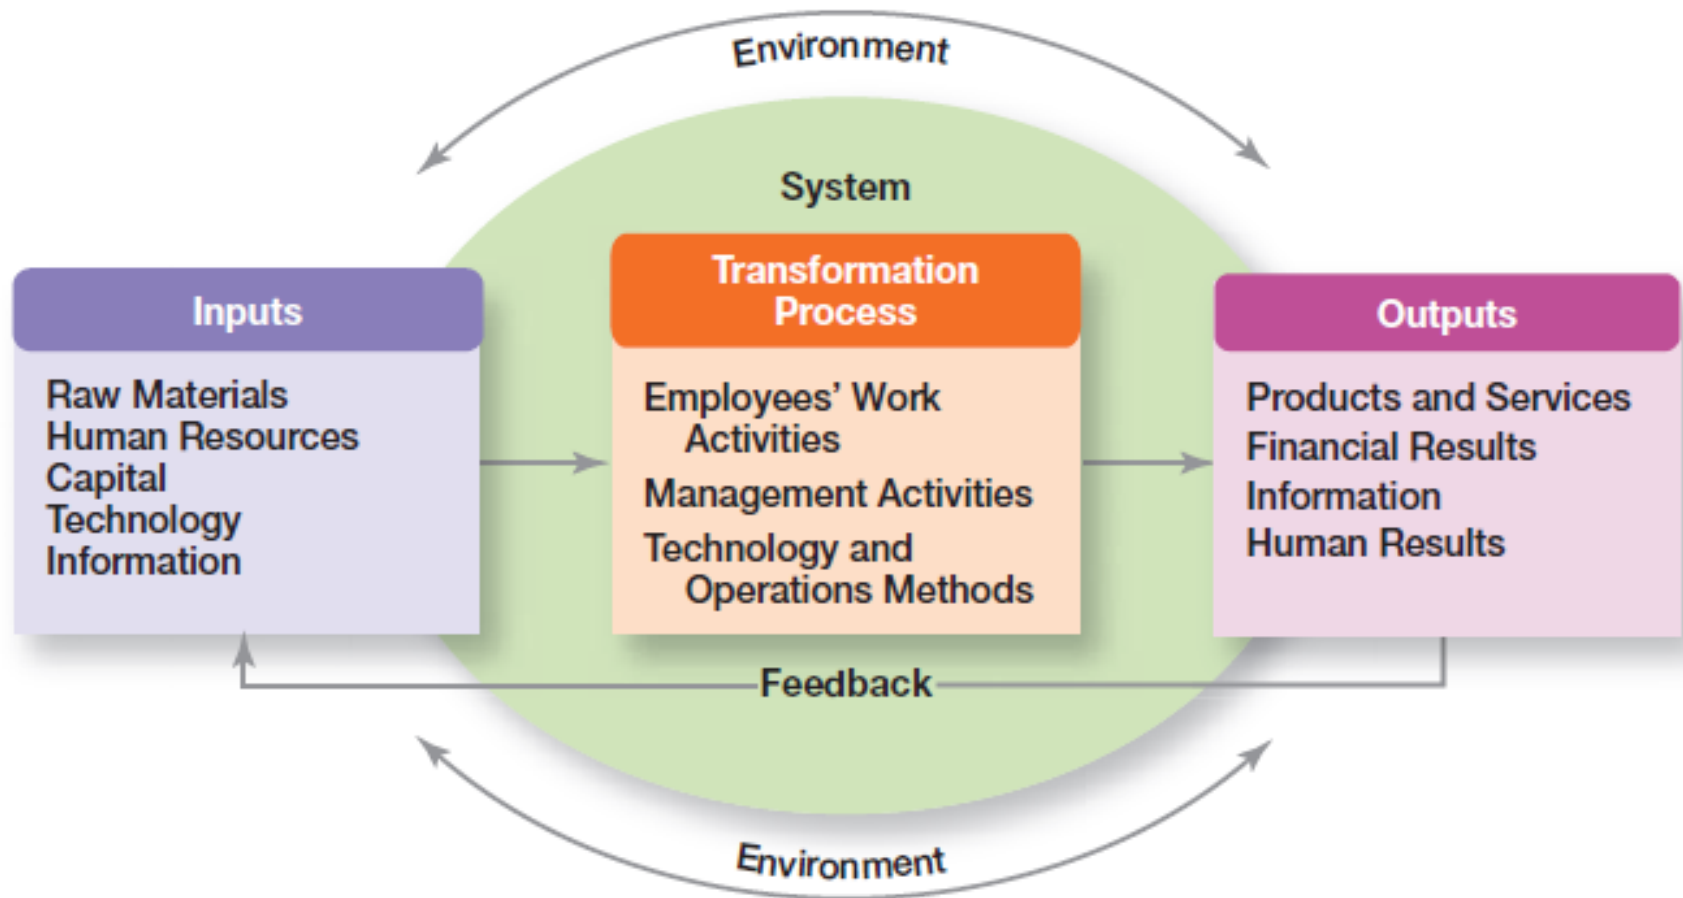 Environment
System
Inputs
Raw Materials
Human Resources
Capital
Technology
Information
Transformation
Process
Employees' Work
Activities
Management Activities
Technology and
Operations Methods
Outputs
Products and Services
Financial Results
Information
Human Results
Feedback
Environment